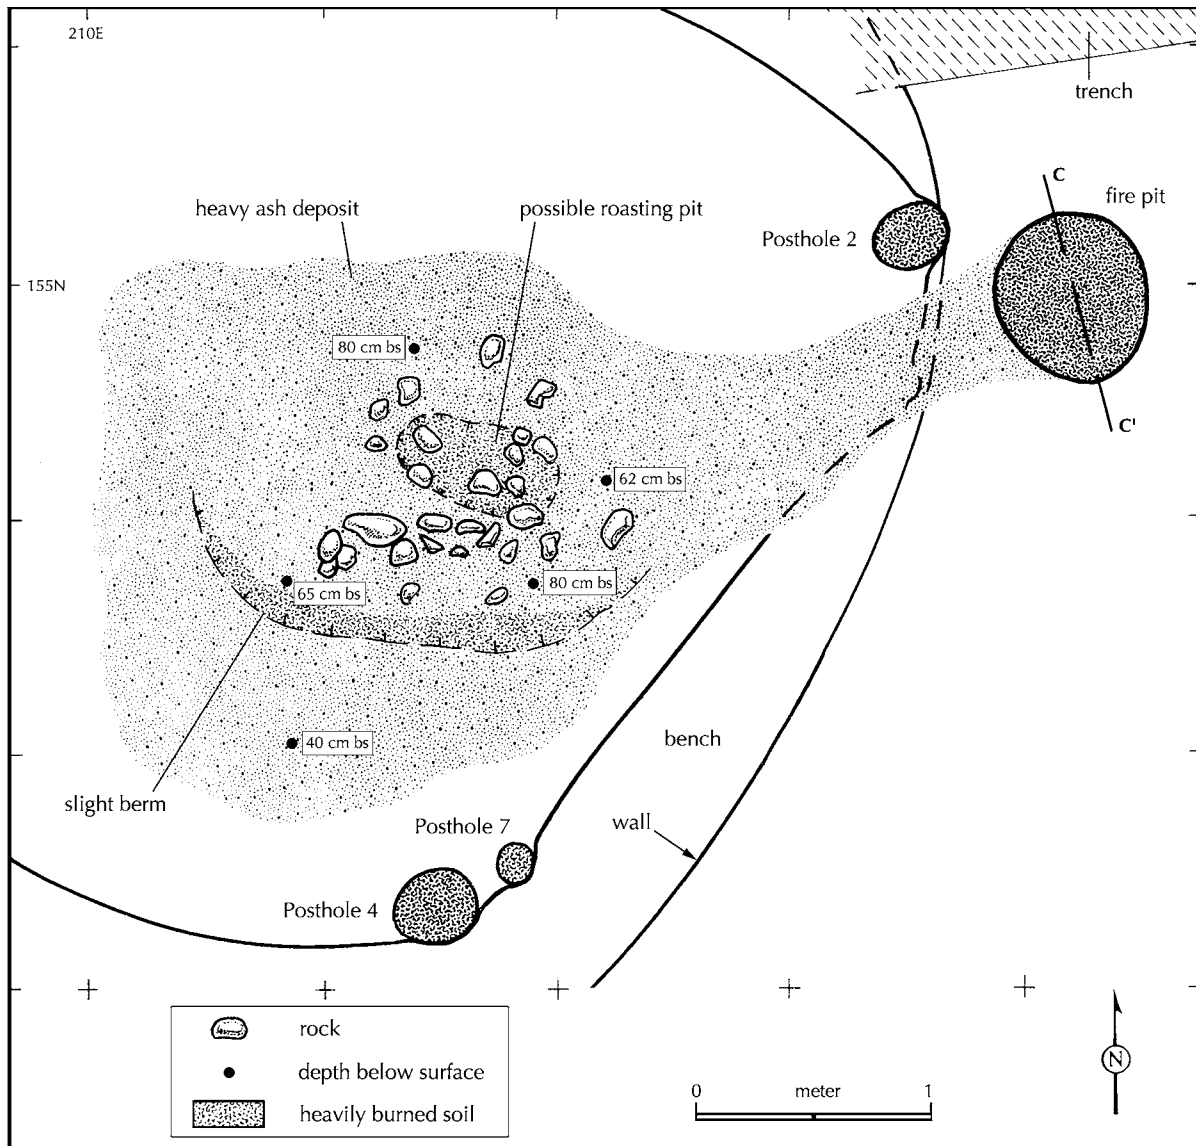 210E
trench
C
fire pit
heavy ash deposit
possible roasting pit
Posthole 2
155N
80 cm bs
C'
62 cm bs
80 cm bs
65 cm bs
40 cm bs
bench
slight berm
Posthole 7
wall
Posthole 4
rock
depth below surface
heavily burned soil
0 meter 1
N